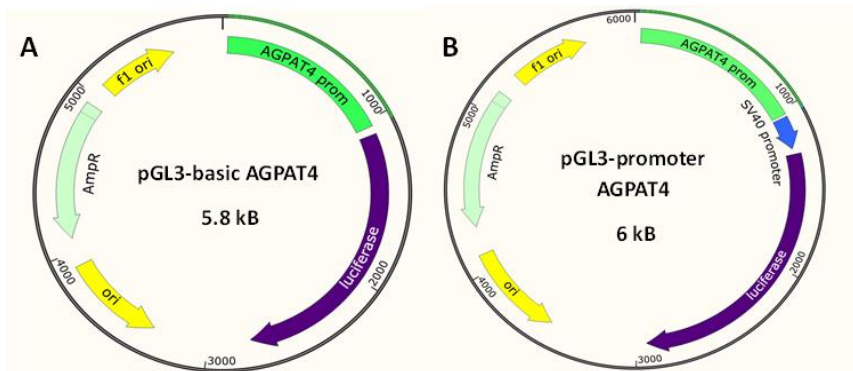 A
f1 ori
AGPAT4 prom
1000
5000
AmpR
pGL3-basic AGPAT4
5.8 kB
luciferase
2000
4000
ori
3000
B
6000
f1 ori
AGPAT4 prom
1000
SV40 promoter
5000
AmpR
pGL3-promoter
AGPAT4
6 kB
luciferase
2000
4000
ori
3000